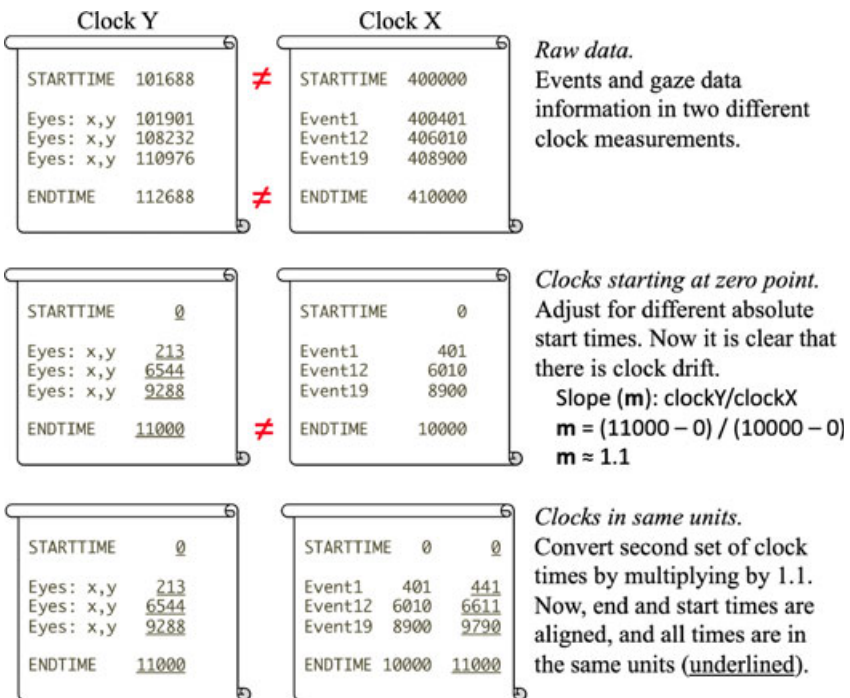 Clock Y
Clock X
STARTTIME 101688
Eyes: x,y 101901
Eyes: x,y 108232
Eyes: x,y 110976
ENDTIME 112688
≠
≠
STARTTIME 400000
Event1 400401
Event12 406010
Event19 408900
ENDTIME 410000
Raw data.
Events and gaze data
information in two different
clock measurements.
STARTTIME 0
Eyes: x,y 213
Eyes: x,y 6544
Eyes: x,y 9288
ENDTIME 11000
≠
STARTTIME 0
Event1 401
Event12 6010
Event19 8900
ENDTIME 10000
Clocks starting at zero point.
Adjust for different absolute
start times. Now it is clear that
there is clock drift.
Slope (m): clockY/clockX
m = (11000 – 0) / (10000 – 0)
m ≈ 1.1
STARTTIME 0
Eyes: x,y 213
Eyes: x,y 6544
Eyes: x,y 9288
ENDTIME 11000
STARTTIME 0 0
Event1 401 441
Event12 6010 6611
Event19 8900 9790
ENDTIME 10000 11000
Clocks in same units.
Convert second set of clock
times by multiplying by 1.1.
Now, end and start times are
aligned, and all times are in
the same units (underlined).